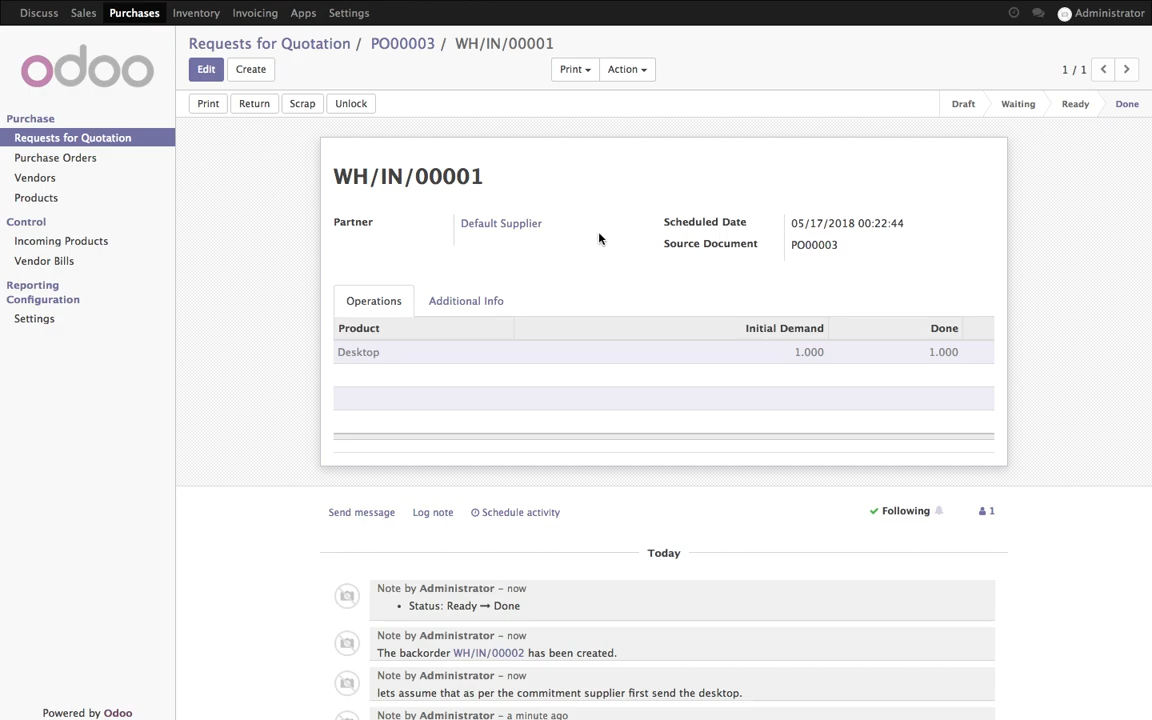 Discuss Sales Purchases Inventory Invoicing Apps Settings Administrator
odoo
Requests for Quotation / PO00003 / WH/IN/00001
Edit Create Print Action 1 / 1
Print Return Scrap Unlock Draft Waiting Ready Done
Purchase
Requests for Quotation
Purchase Orders
Vendors
Products
Control
Incoming Products
Vendor Bills
Reporting
Configuration
Settings
Powered by Odoo
WH/IN/00001
Partner Default Supplier Scheduled Date 05/17/2018 00:22:44
Source Document PO00003
Operations Additional Info
Product Initial Demand Done
Desktop 1.000 1.000
Send message Log note Schedule activity Following 1
Today
Note by Administrator – now
• Status: Ready → Done
Note by Administrator – now
The backorder WH/IN/00002 has been created.
Note by Administrator – now
lets assume that as per the commitment supplier first send the desktop.
Note by Administrator – a minute ago